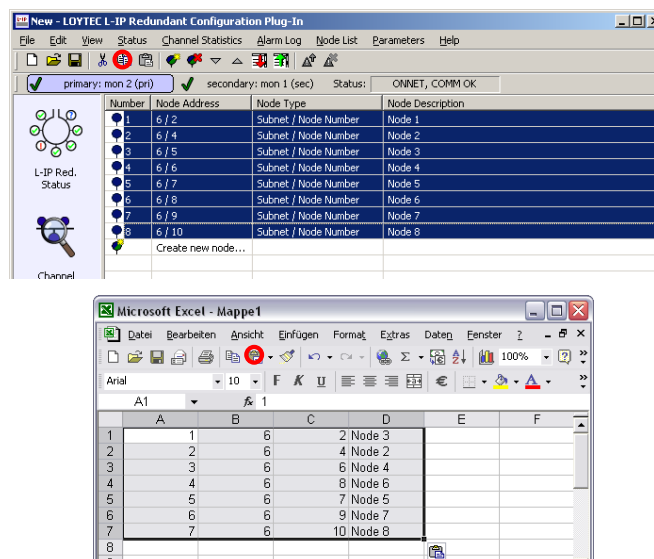 New - LOYTEC L-IP Redundant Configuration Plug-In
File Edit View Status Channel Statistics Alarm Log Node List Parameters Help
primary: mon 2 (pri) secondary: mon 1 (sec) Status: ONNET, COMM OK
Number Node Address Node Type Node Description
1 6 / 2 Subnet / Node Number Node 1
2 6 / 4 Subnet / Node Number Node 2
3 6 / 5 Subnet / Node Number Node 3
4 6 / 6 Subnet / Node Number Node 4
5 6 / 7 Subnet / Node Number Node 5
6 6 / 8 Subnet / Node Number Node 6
7 6 / 9 Subnet / Node Number Node 7
8 6 / 10 Subnet / Node Number Node 8
Create new node...
L-IP Red.
Status
Channel
Microsoft Excel - Mappe1
Datei Bearbeiten Ansicht Einfügen Format Extras Daten Fenster ?
100%
Arial 10 F K U €
A1 fx 1
A B C D E F
1 1 6 2 Node 3
2 2 6 4 Node 2
3 3 6 6 Node 4
4 4 6 8 Node 6
5 5 6 7 Node 5
6 6 6 9 Node 7
7 7 6 10 Node 8
8